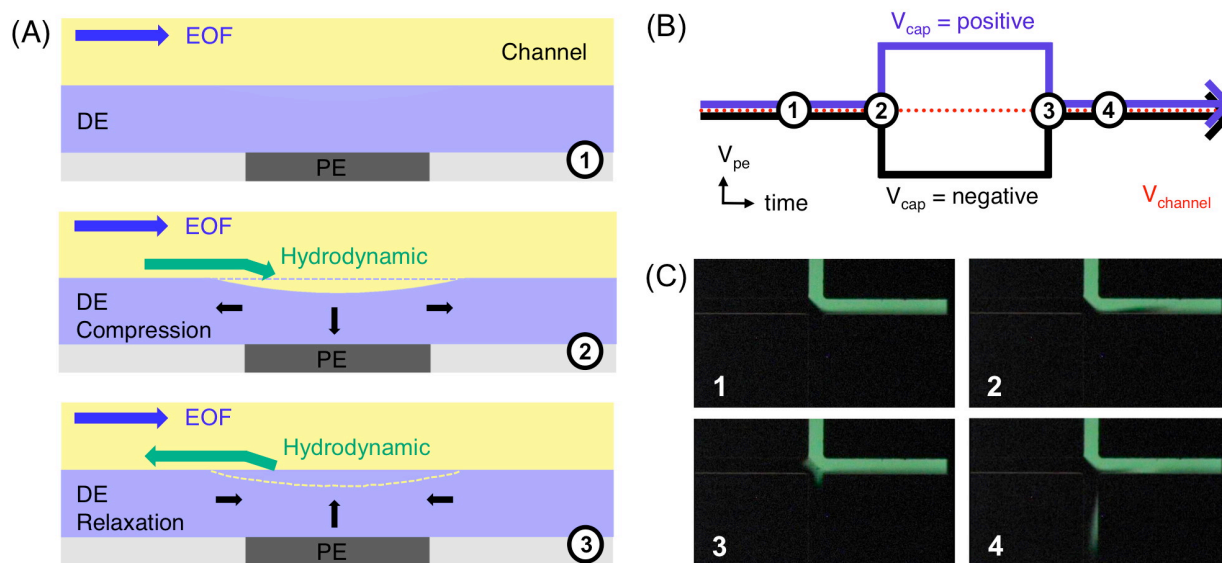 (A)
EOF
Channel
DE
PE
1
EOF
Hydrodynamic
DE
Compression
PE
2
EOF
Hydrodynamic
DE
Relaxation
PE
3
(B)
V_cap = positive
1
2
3
4
V_pe
time
V_cap = negative
V_channel
(C)
1
2
3
4